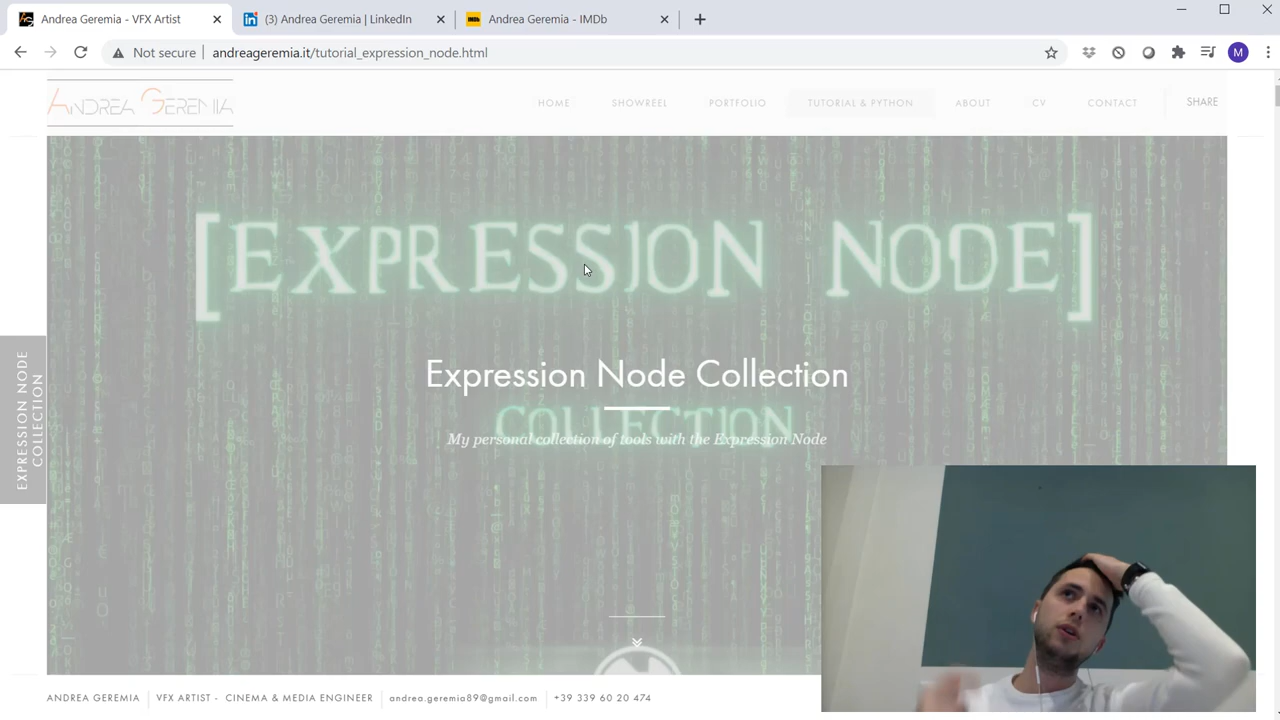 Andrea Geremia - VFX Artist
(3) Andrea Geremia | LinkedIn
IMDb
Andrea Geremia - IMDb
Not secure
andreageremia.it/tutorial_expression_node.html
M
ANDREA GEREMIA
HOME
SHOWREEL
PORTFOLIO
TUTORIAL & PYTHON
ABOUT
CV
CONTACT
SHARE
[EXPRESSION NODE]
EXPRESSION NODE
COLLECTION
Expression Node Collection
COLLECTION
My personal collection of tools with the Expression Node
ANDREA GEREMIA
VFX ARTIST - CINEMA & MEDIA ENGINEER
andrea.geremia89@gmail.com
+39 339 60 20 474